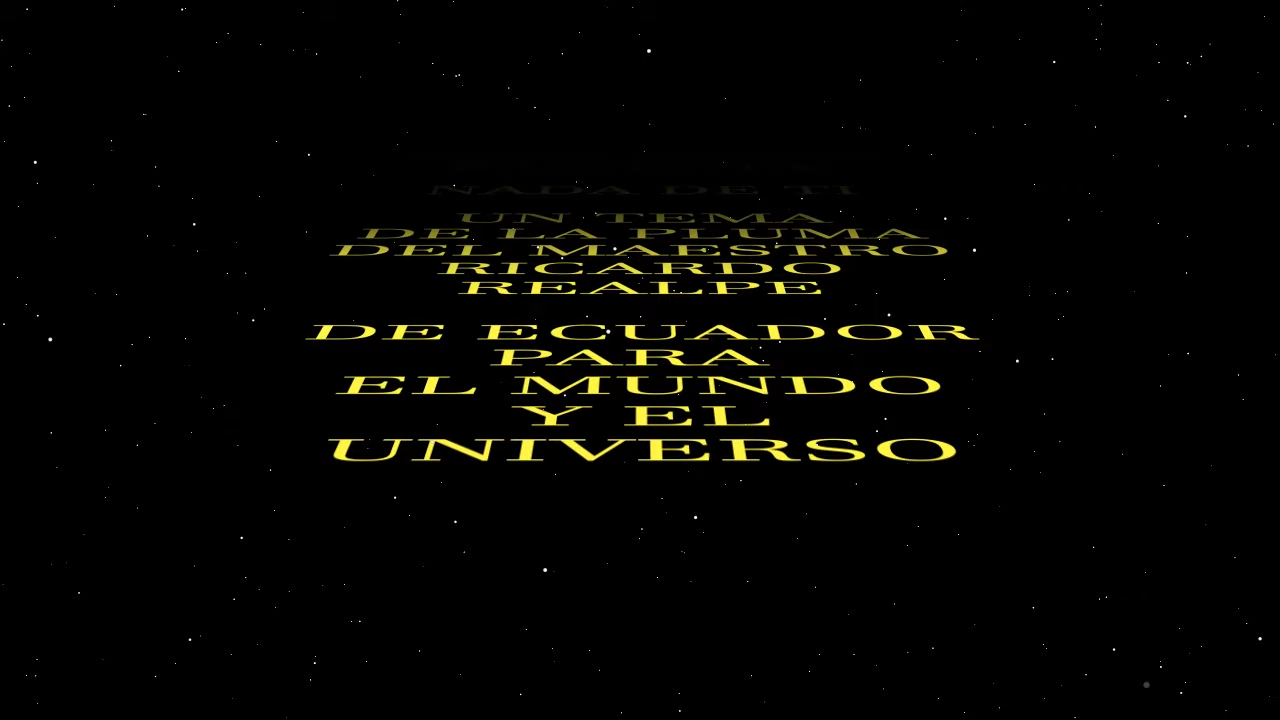 NADA DE TI
UN TEMA
DE LA PLUMA
DEL MAESTRO
RICARDO
REALPE
DE ECUADOR
PARA
EL MUNDO
Y EL
UNIVERSO